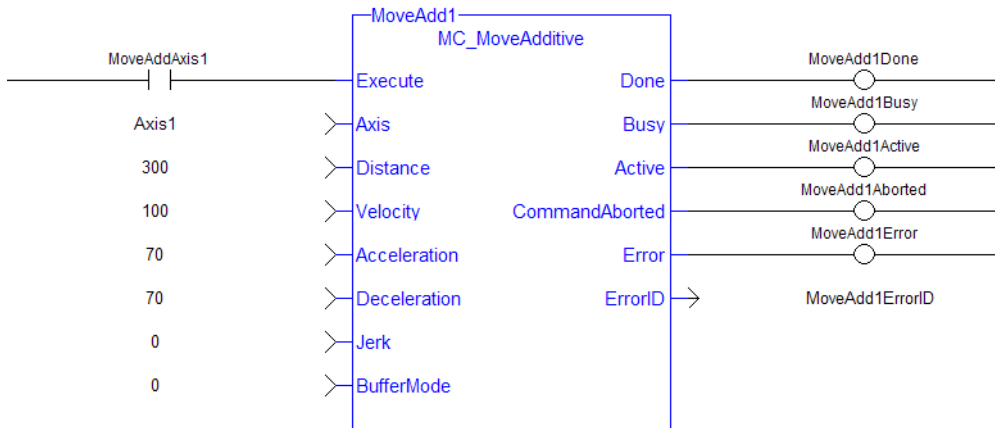 MoveAdd1
MC_MoveAdditive
MoveAddAxis1 Execute Done MoveAdd1Done
Axis1 Axis Busy MoveAdd1Busy
300 Distance Active MoveAdd1Active
100 Velocity CommandAborted MoveAdd1Aborted
70 Acceleration Error MoveAdd1Error
70 Deceleration ErrorID MoveAdd1ErrorID
0 Jerk
0 BufferMode